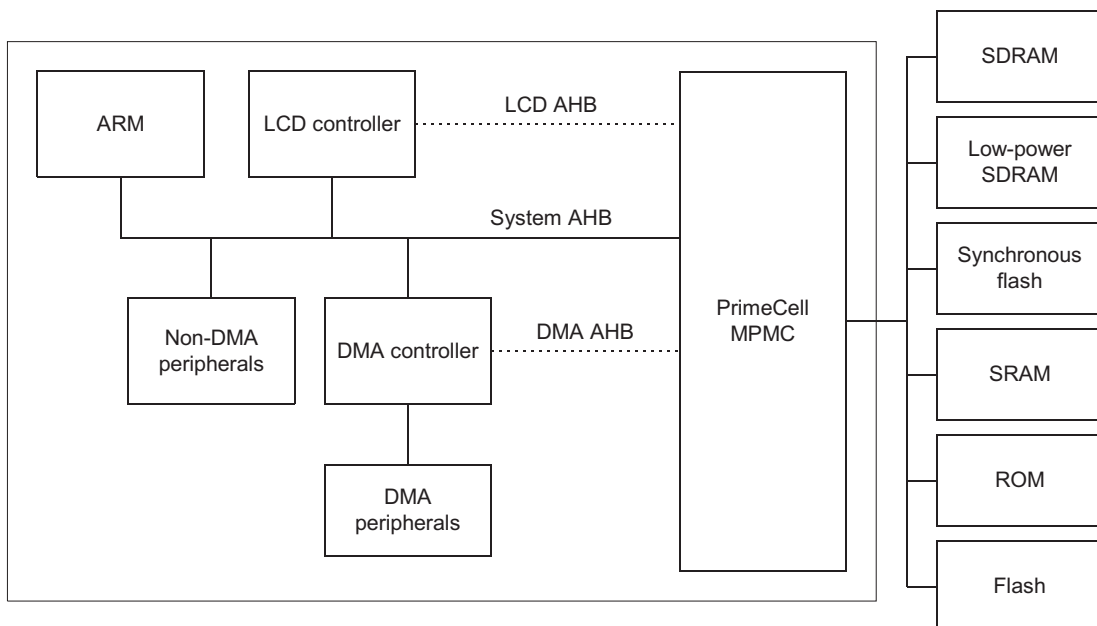 ARM
LCD controller
LCD AHB
System AHB
Non-DMA
peripherals
DMA controller
DMA AHB
DMA
peripherals
PrimeCell
MPMC
SDRAM
Low-power
SDRAM
Synchronous
flash
SRAM
ROM
Flash